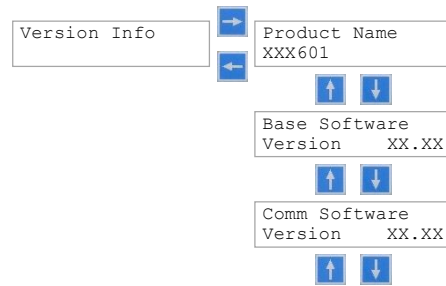 Version Info
Product Name
XXX601
Base Software
Version XX.XX
Comm Software
Version XX.XX